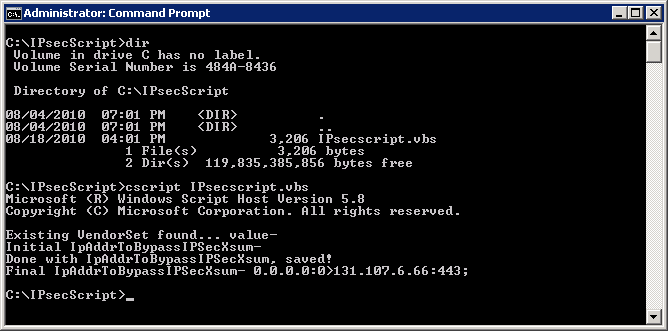 Administrator: Command Prompt
C:\IPsecScript>dir
Volume in drive C has no label.
Volume Serial Number is 484A-8436
Directory of C:\IPsecScript
08/04/2010  07:01 PM    <DIR>          .
08/04/2010  07:01 PM    <DIR>          ..
08/18/2010  04:01 PM             3,206 IPsecscript.vbs
1 File(s)          3,206 bytes
2 Dir(s)  119,835,385,856 bytes free
C:\IPsecScript>cscript IPsecscript.vbs
Microsoft (R) Windows Script Host Version 5.8
Copyright (C) Microsoft Corporation. All rights reserved.
Existing VendorSet found... value-
Initial IpAddrToBypassIPSecXsum-
Done with IpAddrToBypassIPSecXsum, saved!
Final IpAddrToBypassIPSecXsum- 0.0.0.0:0>131.107.6.66:443;
C:\IPsecScript>_